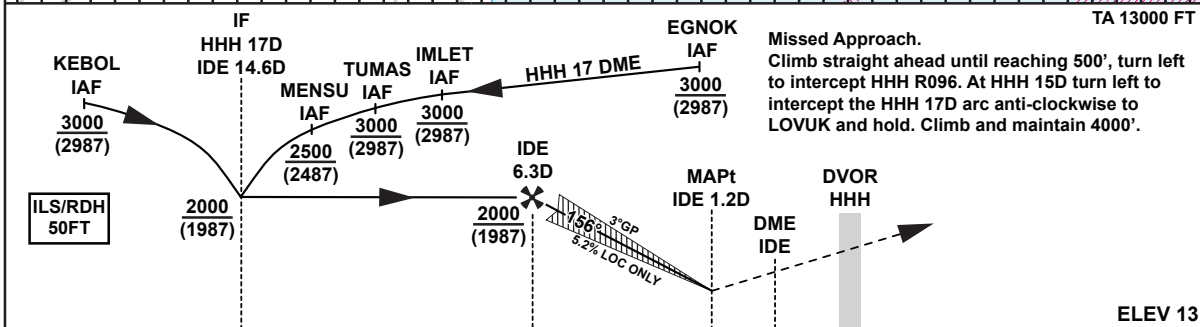 TA 13000 FT
Missed Approach.
Climb straight ahead until reaching 500', turn left
to intercept HHH R096. At HHH 15D turn left to
intercept the HHH 17D arc anti-clockwise to
LOVUK and hold. Climb and maintain 4000'.
KEBOL
IAF
3000
(2987)
IF
HHH 17D
IDE 14.6D
MENSU
IAF
2500
(2487)
TUMAS
IAF
3000
(2987)
IMLET
IAF
3000
(2987)
HHH 17 DME
EGNOK
IAF
3000
(2987)
ILS/RDH
50FT
2000
(1987)
IDE
6.3D
2000
(1987)
156°
3°GP
5.2% LOC ONLY
MAPt
IDE 1.2D
DME
IDE
DVOR
HHH
ELEV 13